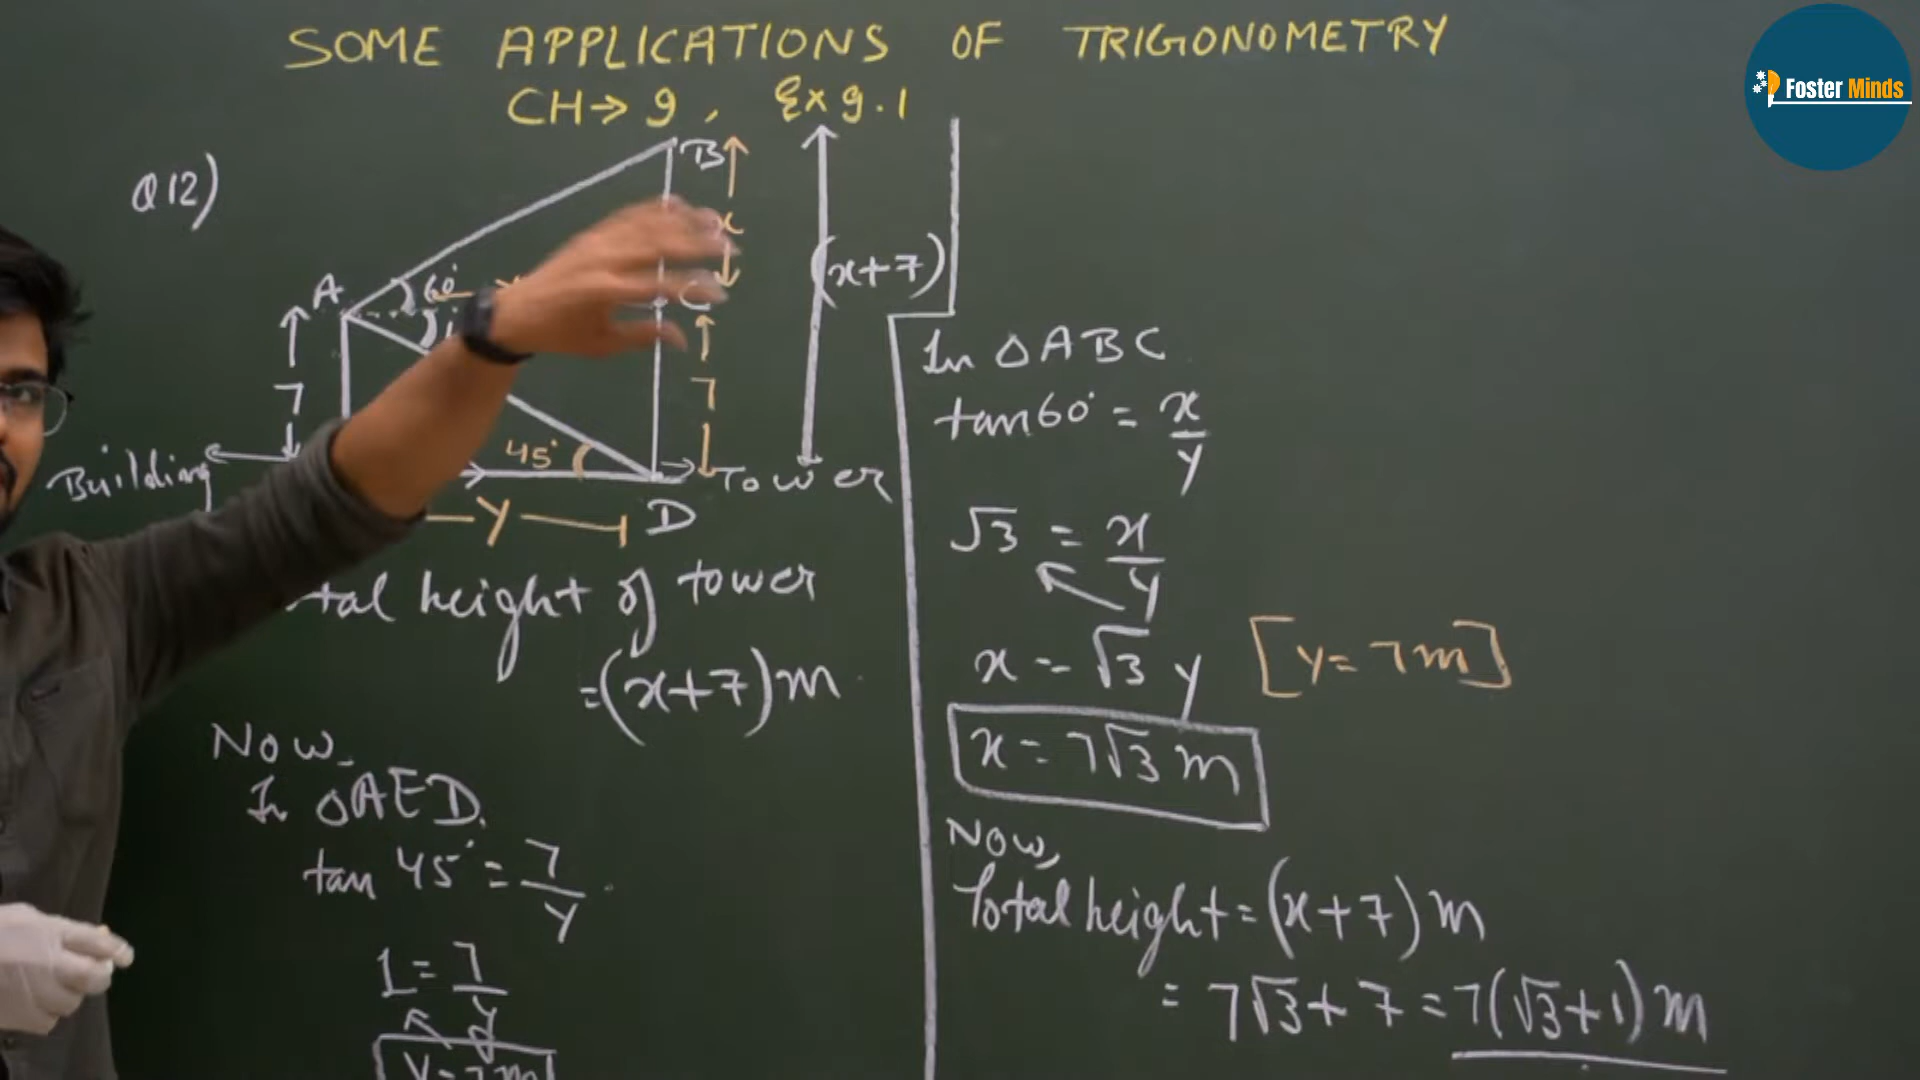 SOME APPLICATIONS OF TRIGONOMETRY
Foster Minds
CH→9, Ex 9.1
Q12)
B
x
A
60°
C
(x+7)
7
7
45°
Building
Tower
y
D
height of tower
=(x+7)m
Now,
In △AED,
tan 45° = 7/y
1 = 7/y
y = 7m
In △ABC
tan60° = x/y
√3 = x/y
x = √3 y [y = 7m]
x = 7√3 m
Now,
Total height = (x+7) m
= 7√3 + 7 = 7(√3+1) m